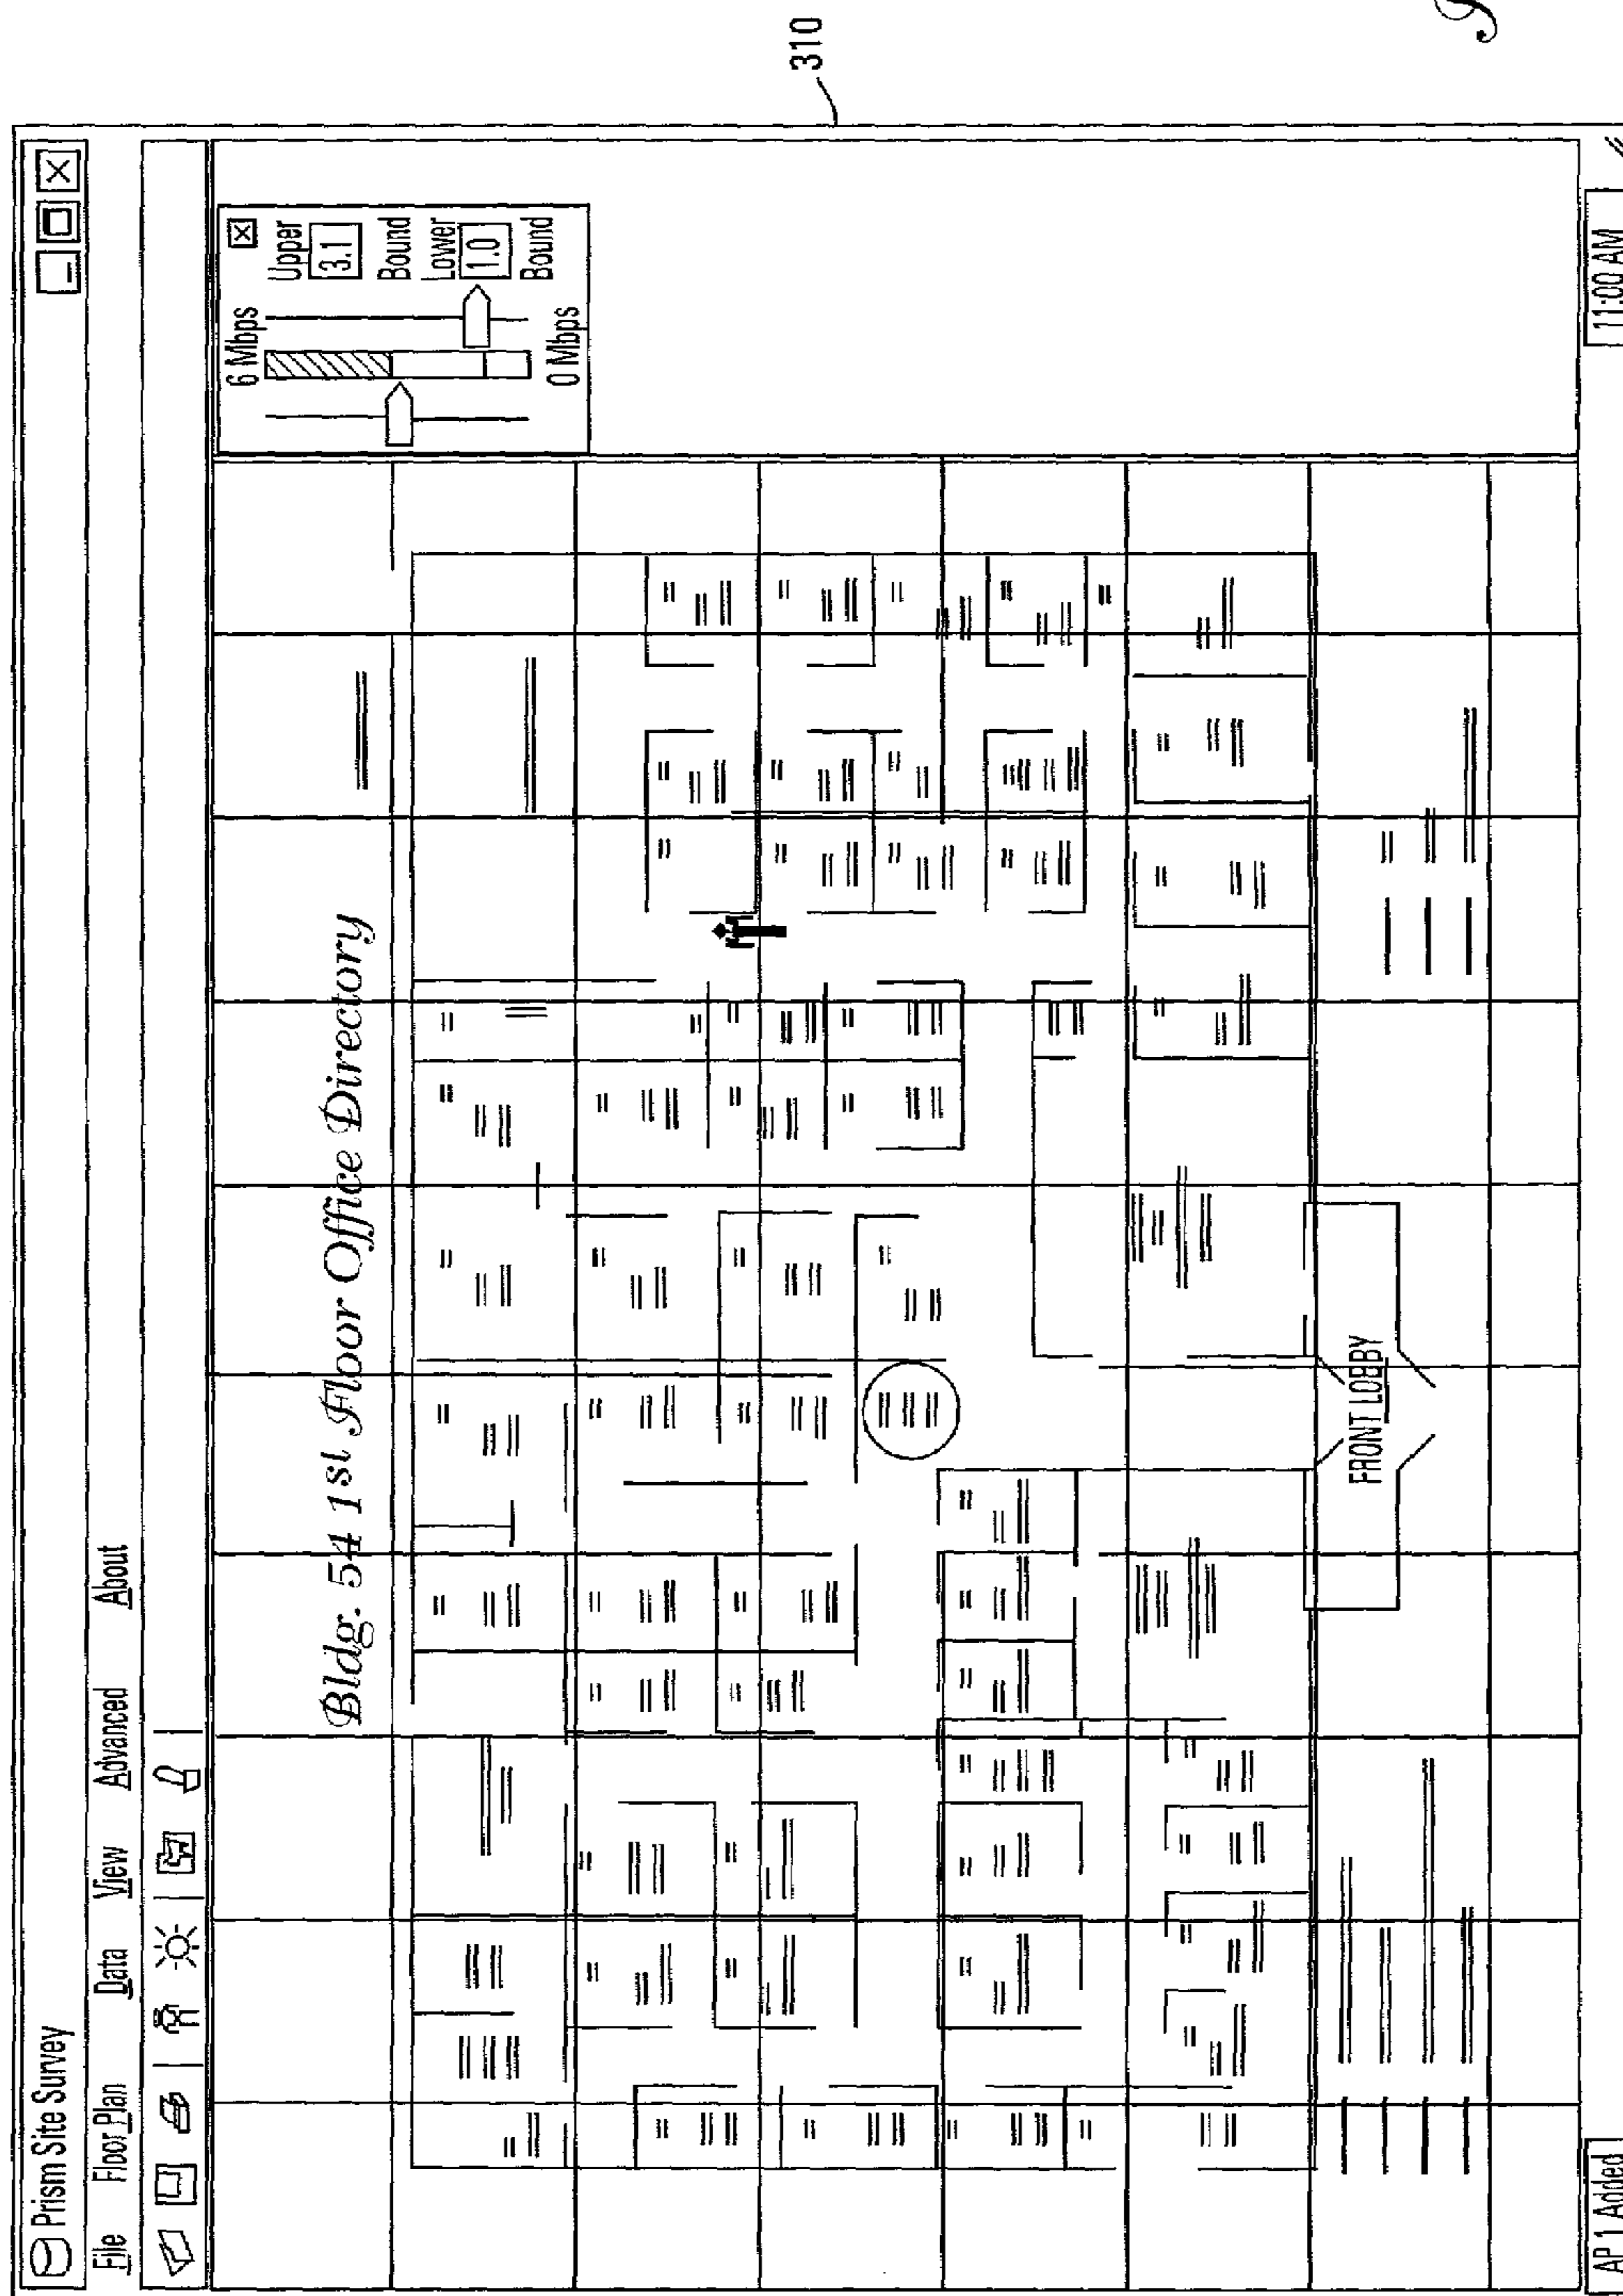 Prism Site Survey
File Floor Plan Data View Advanced About
Bldg. 54 1st Floor Office Directory
6 Mbps
Upper
3.1
Bound
Lower
1.0
Bound
0 Mbps
FRONT LOBBY
AP 1 Added
11:00 AM
310